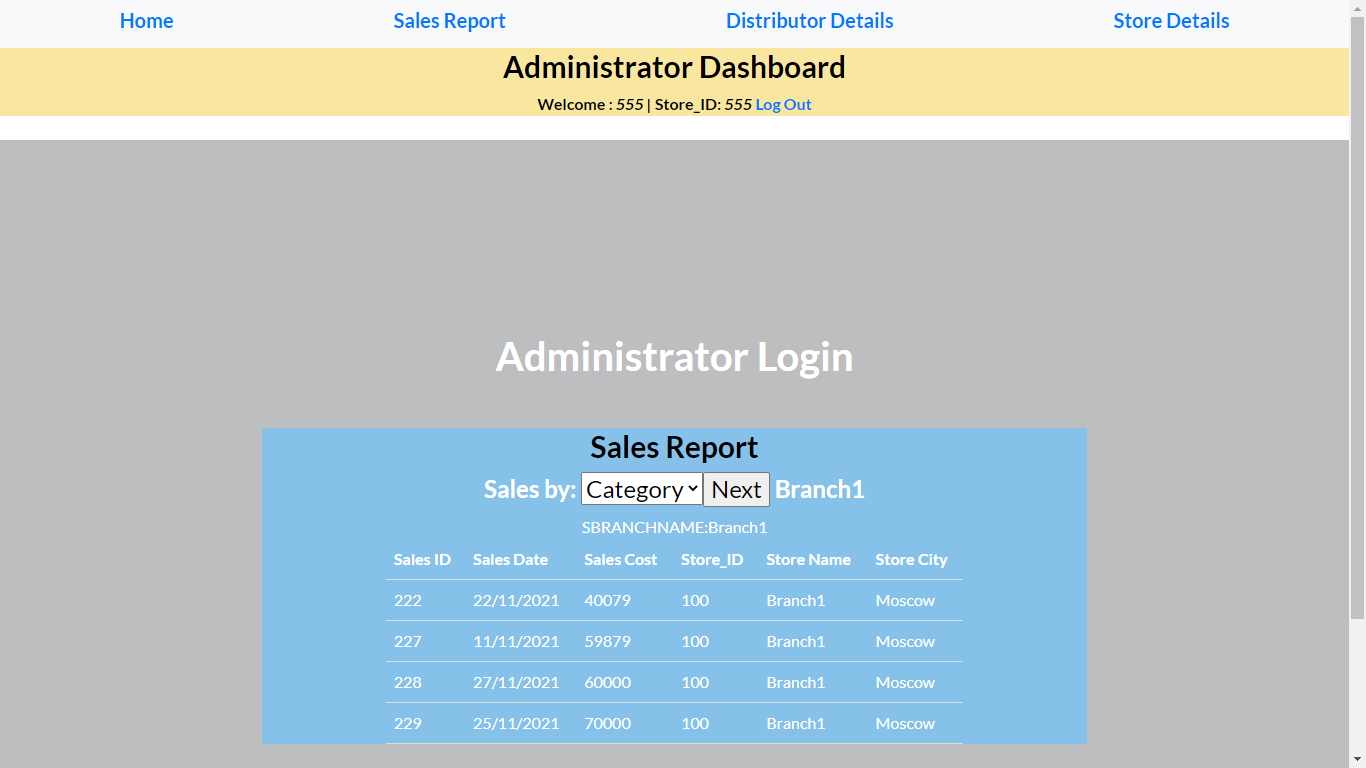 Home Sales Report Distributor Details Store Details
Administrator Dashboard
Welcome : 555 | Store_ID: 555 Log Out
Administrator Login
Sales Report
Sales by: Category Next Branch1
SBRANCHNAME:Branch1
Sales ID Sales Date Sales Cost Store_ID Store Name Store City
222 22/11/2021 40079 100 Branch1 Moscow
227 11/11/2021 59879 100 Branch1 Moscow
228 27/11/2021 60000 100 Branch1 Moscow
229 25/11/2021 70000 100 Branch1 Moscow